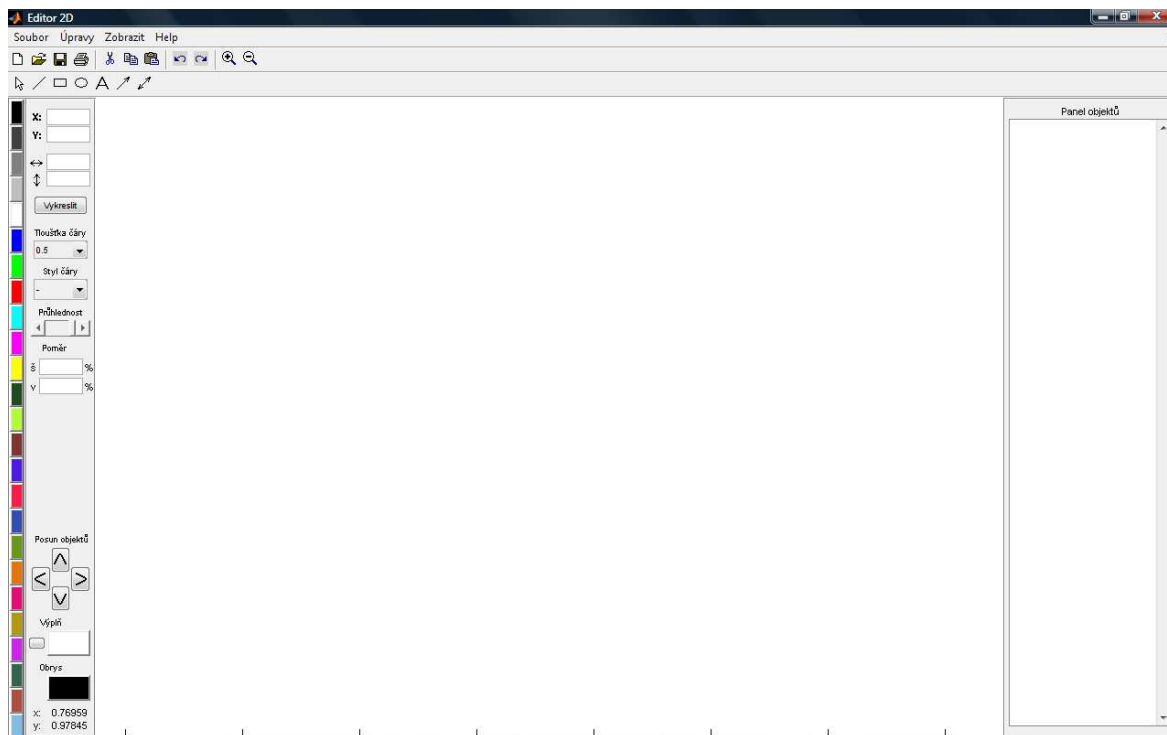 Editor 2D
Soubor Úpravy Zobrazit Help
A
X:
Y:
Vykreslit
Tloušťka čáry
0.5
Styl čáry
-
Průhlednost
Poměr
š %
v %
Posun objektů
Výplň
Obrys
x: 0.76959
y: 0.97845
Panel objektů